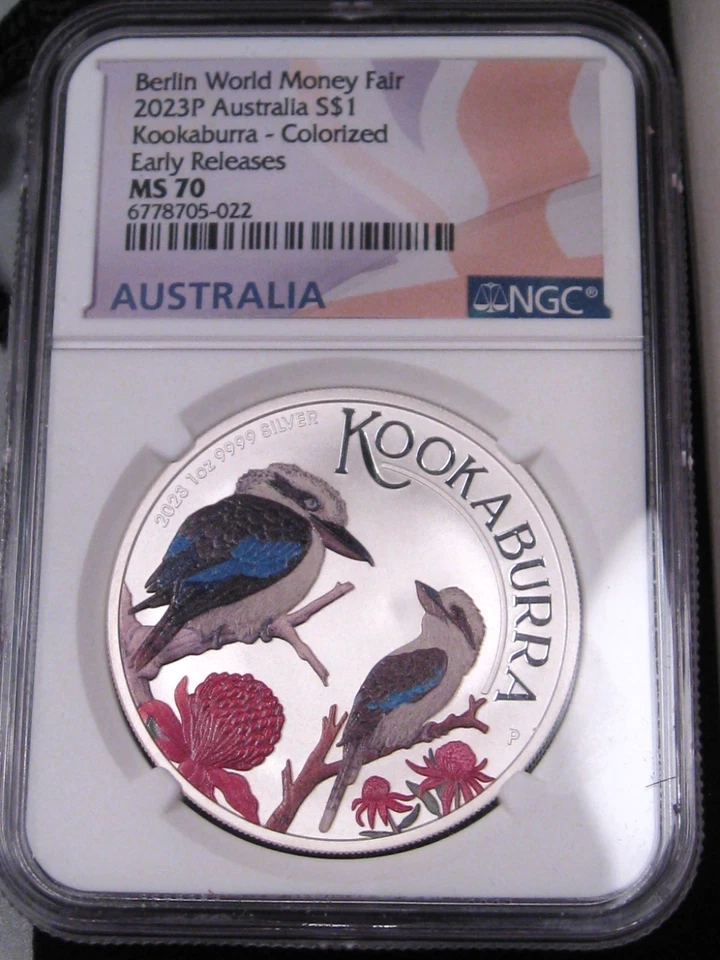 Berlin World Money Fair
2023P Australia S$1
Kookaburra - Colorized
Early Releases
MS 70
6778705-022
AUSTRALIA
NGC®
2023 1oz 9999 SILVER
KOOKABURRA
P